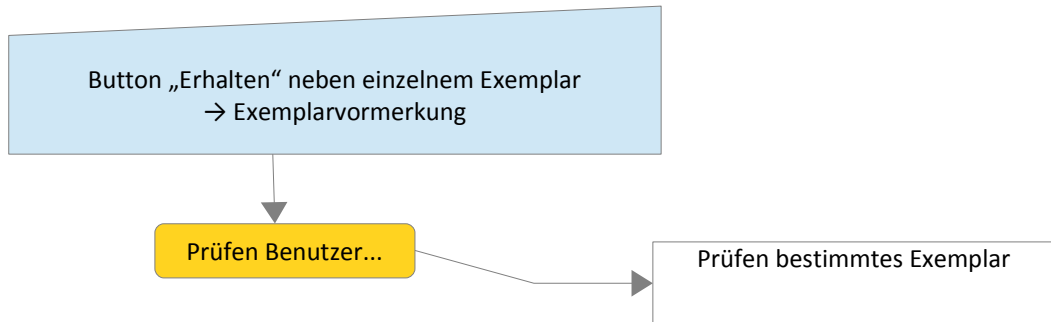 Button „Erhalten“ neben einzelnem Exemplar
→ Exemplarvormerkung
Prüfen Benutzer...
Prüfen bestimmtes Exemplar